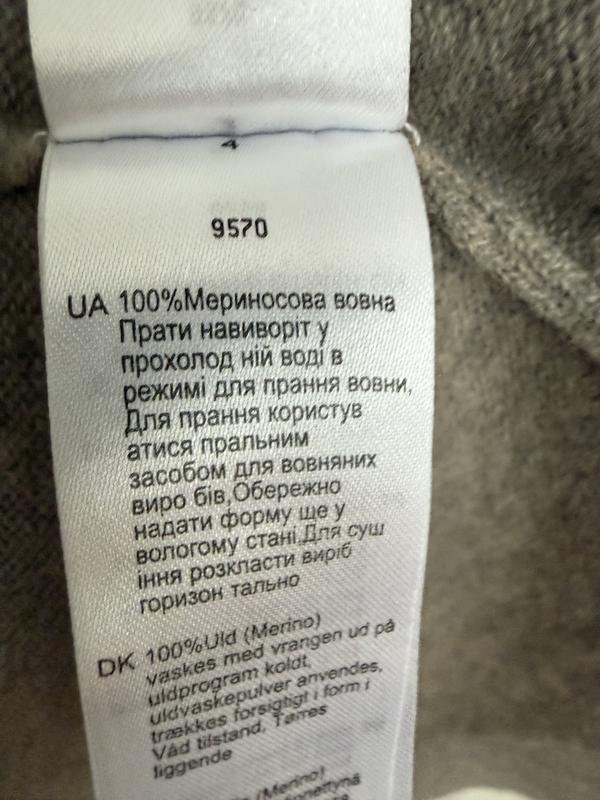 4
9570
UA 100%Мериносова вовна
Прати навиворіт у
прохолод ній воді в
режимі для прання вовни,
Для прання користув
атися пральним
засобом для вовняних
виро бів,Обережно
надати форму ще у
вологому стані,Для суш
іння розкласти виріб
горизон тально
DK 100%Uld (Merino)
vaskes med vrangen ud på
uldprogram koldt,
uldvaskepulver anvendes,
trækkes forsigtigt i form i
Våd tilstand, Tørres
liggende
(Merino)